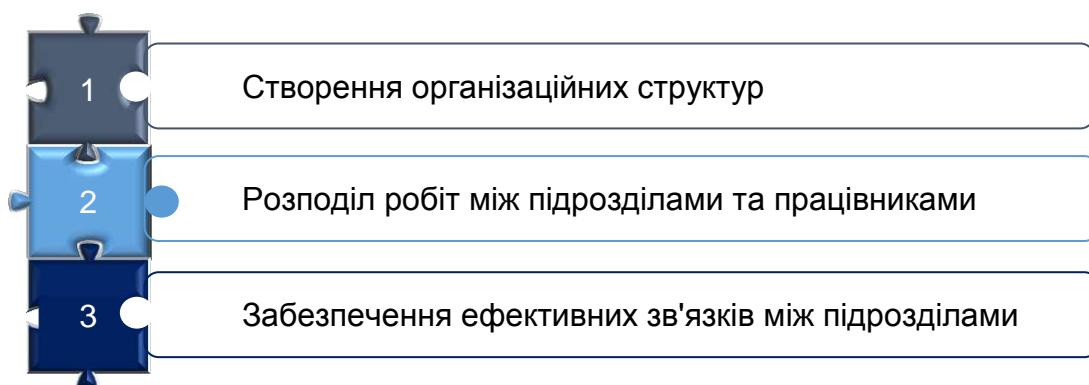 1 Створення організаційних структур
2 Розподіл робіт між підрозділами та працівниками
3 Забезпечення ефективних зв'язків між підрозділами